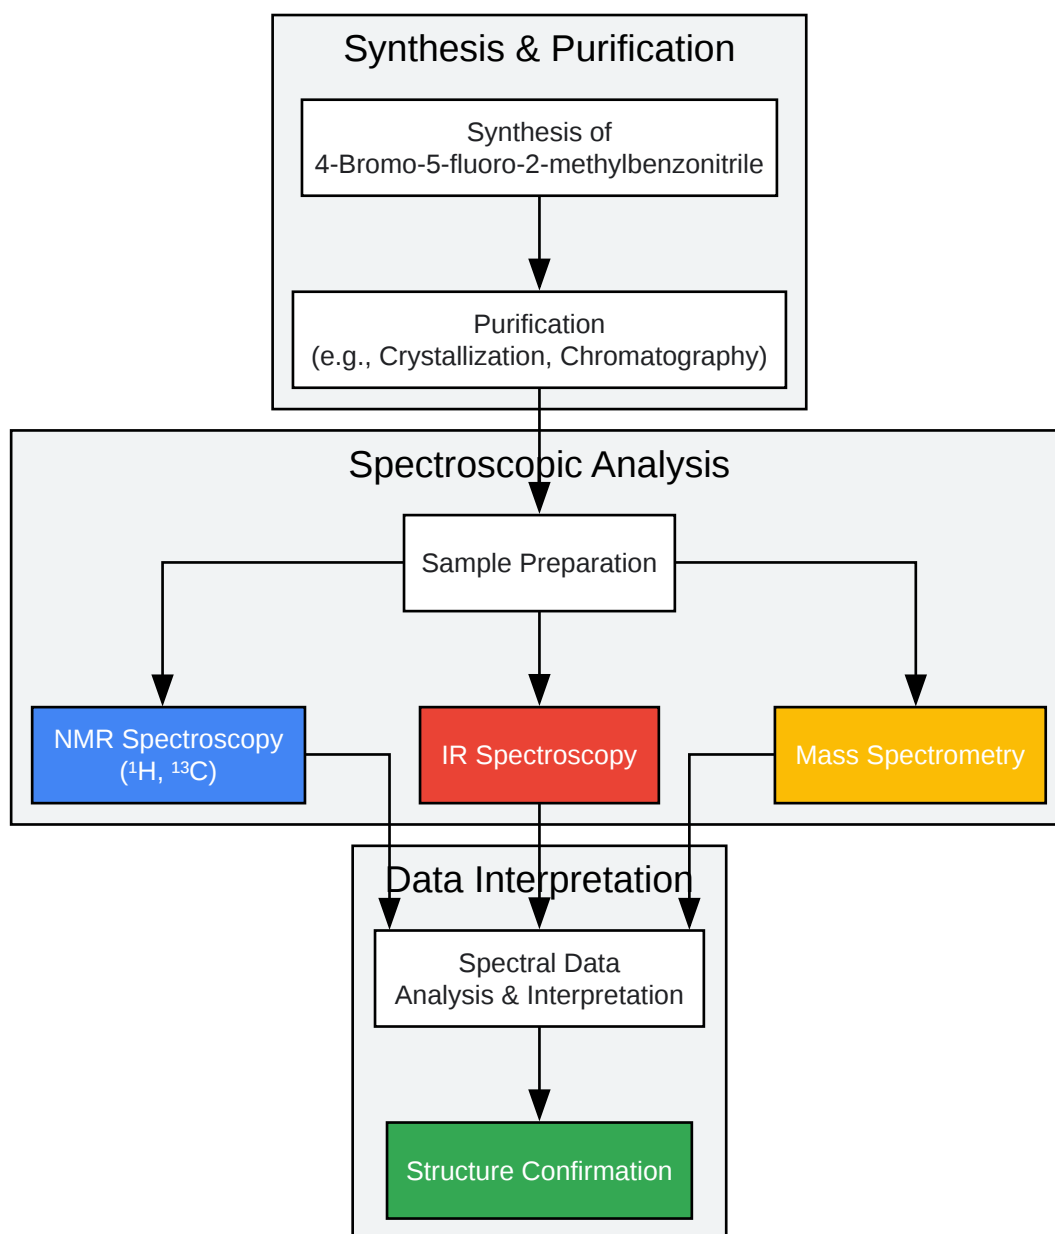 Synthesis & Purification
Synthesis of
4-Bromo-5-fluoro-2-methylbenzonitrile
Purification
(e.g., Crystallization, Chromatography)
Spectroscopic Analysis
Sample Preparation
NMR Spectroscopy
(¹H, ¹³C)
IR Spectroscopy
Mass Spectrometry
Data Interpretation
Spectral Data
Analysis & Interpretation
Structure Confirmation